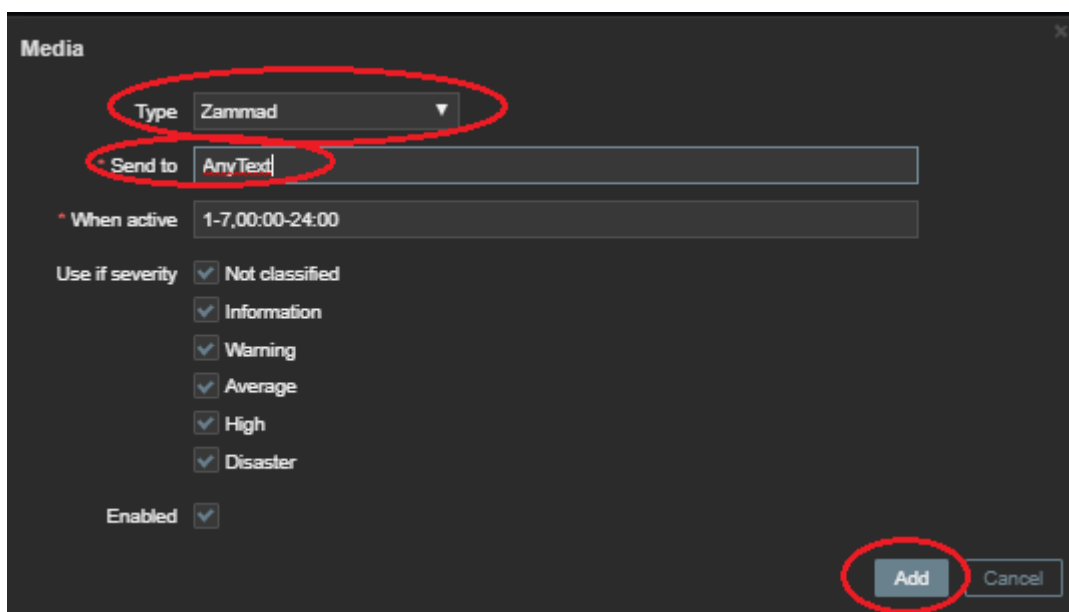 Media
Type Zammad
* Send to AnyText
* When active 1-7,00:00-24:00
Use if severity Not classified
Information
Warning
Average
High
Disaster
Enabled
Add Cancel